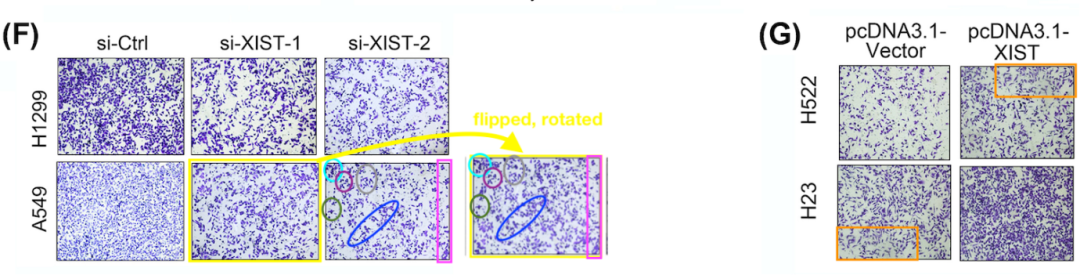 (F)
si-Ctrl
si-XIST-1
si-XIST-2
H1299
A549
flipped, rotated
(G)
pcDNA3.1-
Vector
pcDNA3.1-
XIST
H522
H23